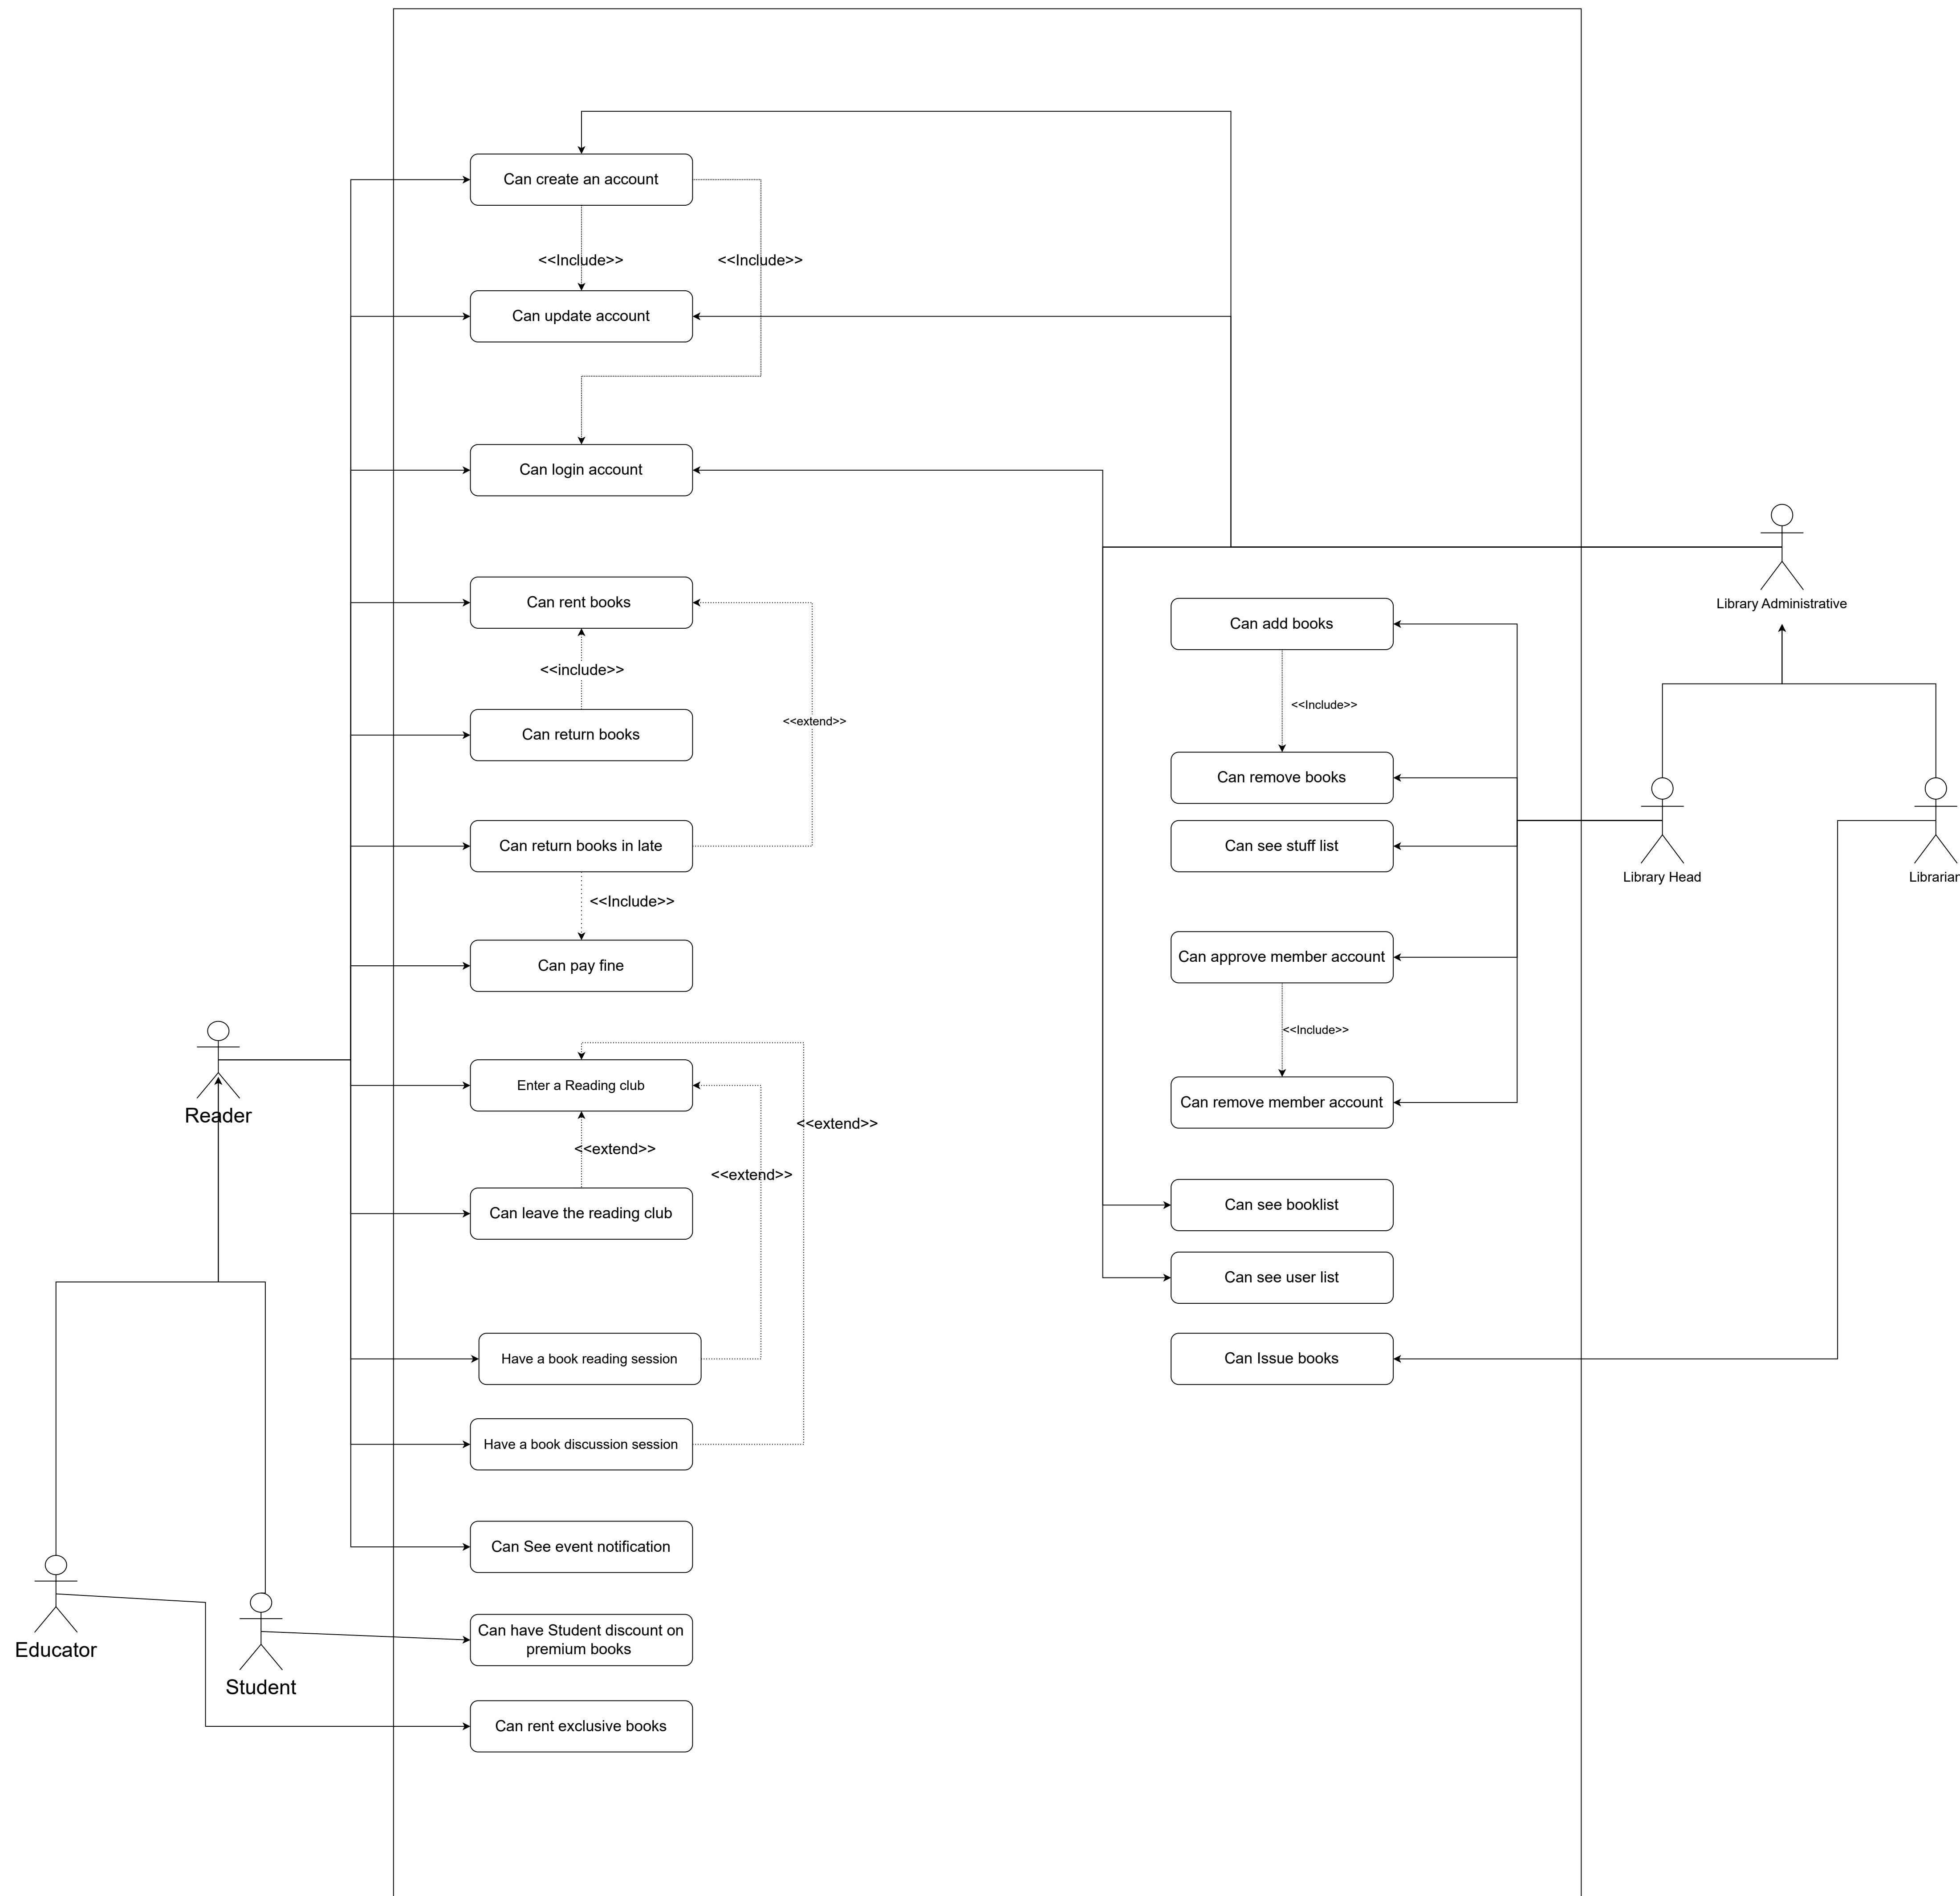 Can create an account
<<Include>>
<<Include>>
Can update account
Can login account
Can rent books
<<include>>
Can return books
<<extend>>
Can return books in late
<<Include>>
Can pay fine
Enter a Reading club
<<extend>>
<<extend>>
<<extend>>
Can leave the reading club
Have a book reading session
Have a book discussion session
Can See event notification
Can have Student discount on
premium books
Can rent exclusive books
Reader
Educator
Student
Can add books
<<Include>>
Can remove books
Can see stuff list
Can approve member account
<<Include>>
Can remove member account
Can see booklist
Can see user list
Can Issue books
Library Administrative
Library Head
Librarian